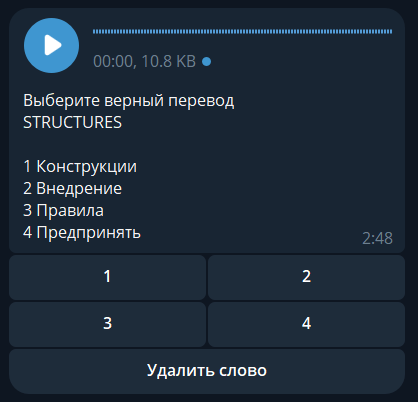 00:00, 10.8 KB
Выберите верный перевод
STRUCTURES
1 Конструкции
2 Внедрение
3 Правила
4 Предпринять
2:48
1
2
3
4
Удалить слово